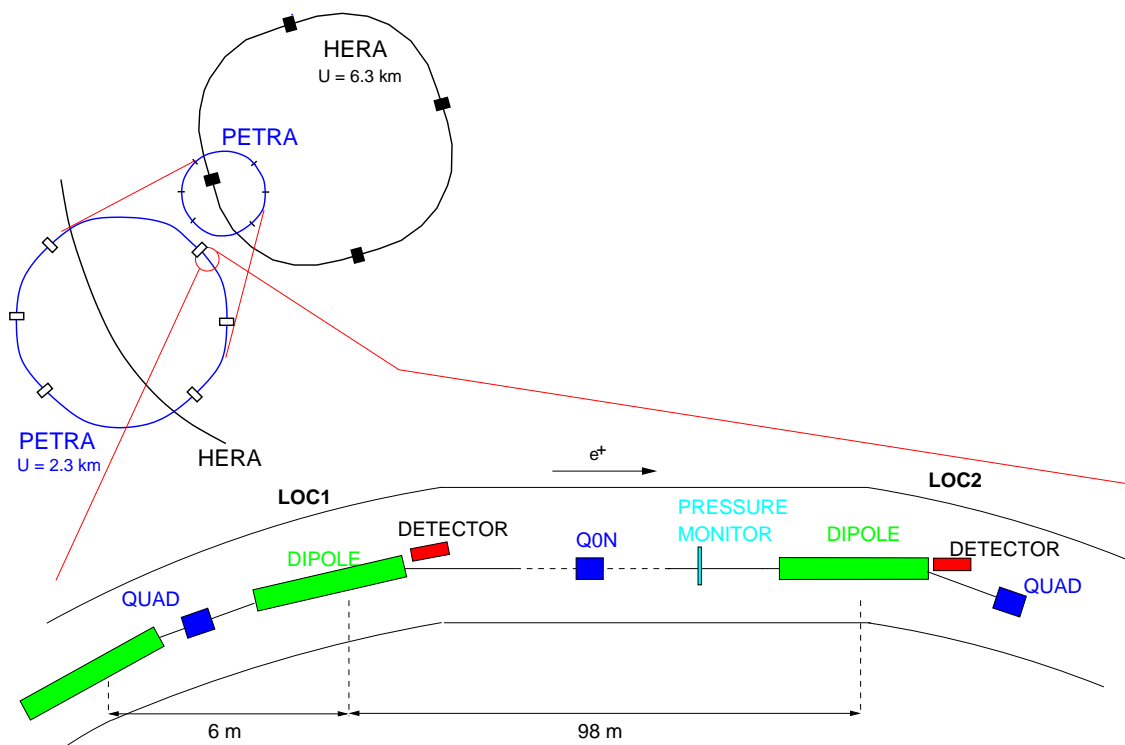 HERA
U = 6.3 km
PETRA
PETRA
U = 2.3 km
HERA
e+
LOC1
LOC2
DETECTOR
PRESSURE
MONITOR
Q0N
DIPOLE
DIPOLE
DETECTOR
QUAD
QUAD
6 m
98 m